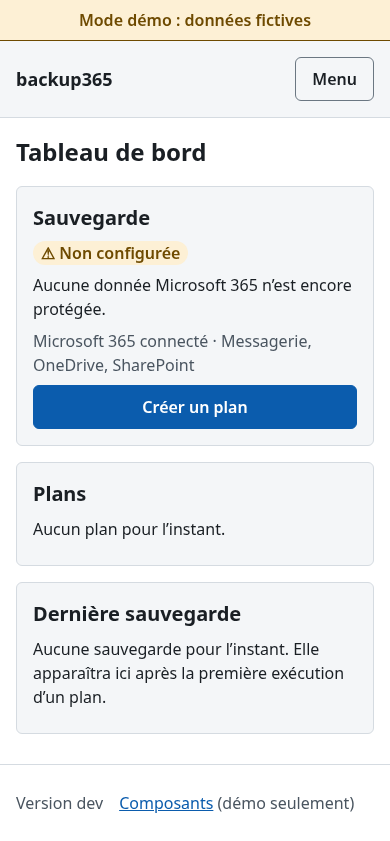 Mode démo : données fictives
backup365
Menu
Tableau de bord
Sauvegarde
⚠ Non configurée
Aucune donnée Microsoft 365 n’est encore
protégée.
Microsoft 365 connecté · Messagerie,
OneDrive, SharePoint
Créer un plan
Plans
Aucun plan pour l’instant.
Dernière sauvegarde
Aucune sauvegarde pour l’instant. Elle
apparaîtra ici après la première exécution
d’un plan.
Version dev Composants (démo seulement)